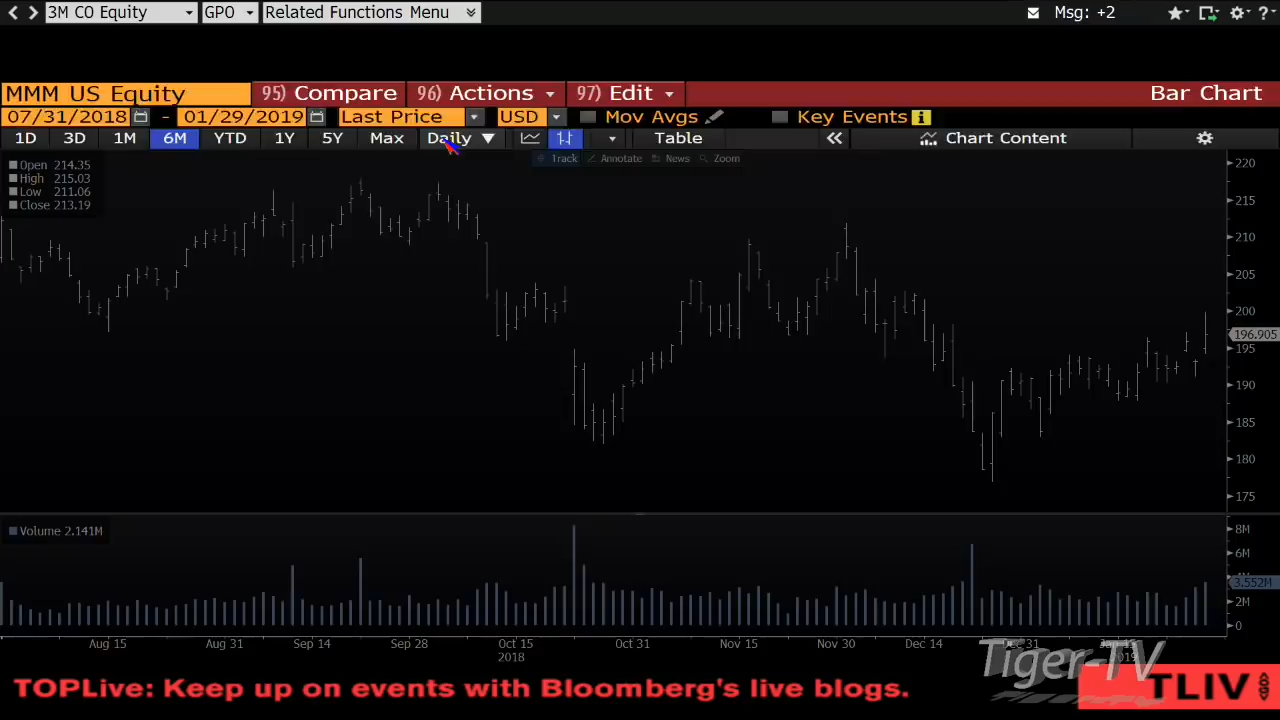 3M CO Equity GPO Related Functions Menu Msg: +2
MMM US Equity 95) Compare 96) Actions 97) Edit Bar Chart
07/31/2018 - 01/29/2019 Last Price USD Mov Avgs Key Events
1D 3D 1M 6M YTD 1Y 5Y Max Daily Table Chart Content
Track Annotate News Zoom
Open 214.35
High 215.03
Low 211.06
Close 213.19
220
215
210
205
200
196.905
195
190
185
180
175
Volume 2.141M
8M
6M
3.552M
2M
0
Aug 15 Aug 31 Sep 14 Sep 28 Oct 15 Oct 31 Nov 15 Nov 30 Dec 14 Dec 31 Jan 15
2018
Tiger-TV
TOPLive: Keep up on events with Bloomberg's live blogs. TLIV